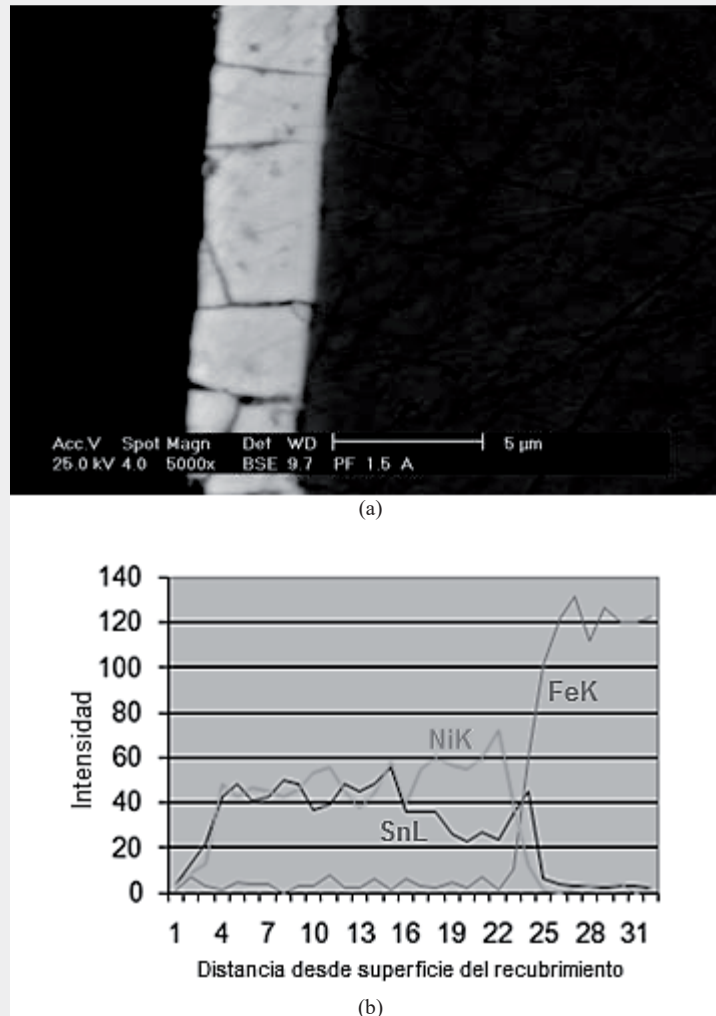 Acc.V Spot Magn Det WD 5 µm
25.0 kV 4.0 5000x BSE 9.7 PF 1.5 A
(a)
140
120
100
80
60
40
20
0
Intensidad
FeK
NiK
SnL
1 4 7 10 13 16 19 22 25 28 31
Distancia desde superficie del recubrimiento
(b)